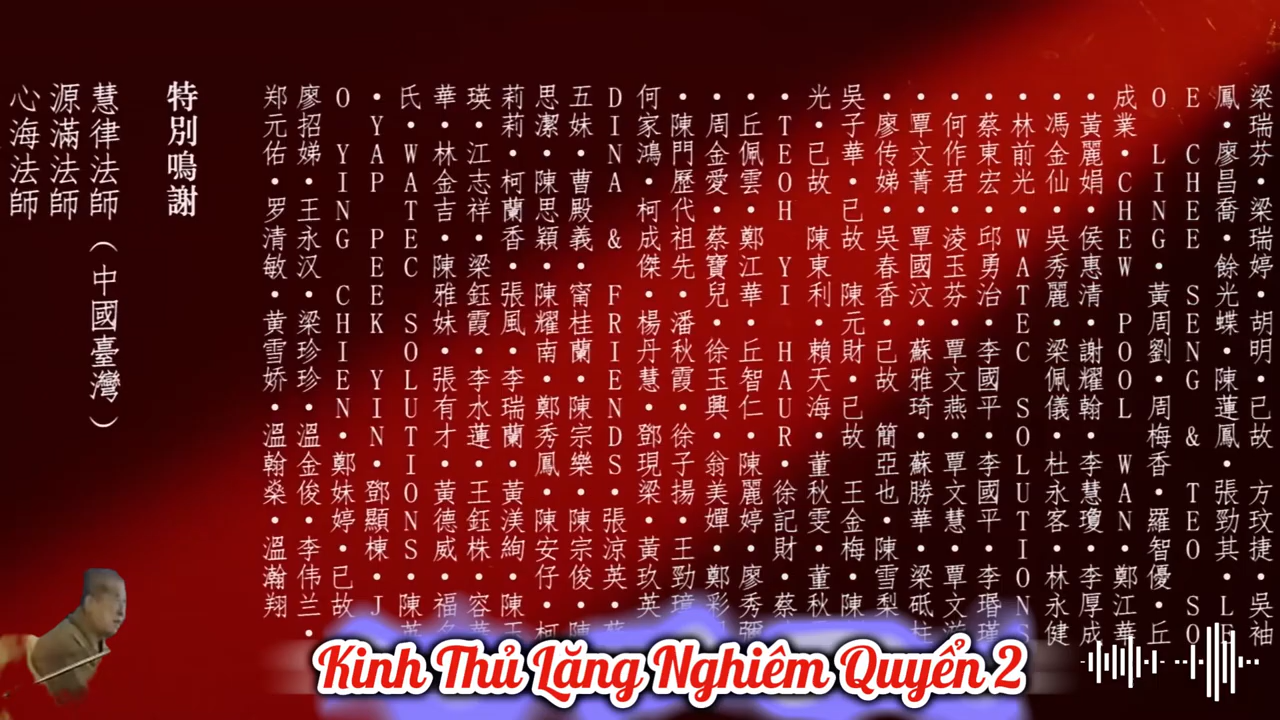 梁瑞芬•梁瑞婷•胡明•已故 方玟捷•吳袖
鳳•廖昌喬•餘光蝶•陳蓮鳳•張勁其•LE
E CHEE SENG & TEO SO
O LING•黃周劉•周梅香•羅智優•丘
成業•CHEW POOL WAN•鄭江華
•黃麗娟•侯惠清•謝耀翰•李慧瓊•李厚成
•馮金仙•吳秀麗•梁佩儀•杜永客•林永健
•林前光•WATEC SOLUTIONS
•蔡東宏•邱勇治•李國平•李國平•李瑉瑾
•何作君•淩玉芬•覃文燕•覃文慧•覃文
•覃文菁•覃國汶•蘇雅琦•蘇勝華•梁砥柱
•廖传娣•吳春香•已故 簡亞也•陳雪梨
吳子華•已故 陳元財•已故 王金梅•陳
光•已故 陳東利•賴天海•董秋雯•董秋
•TEOH YI HAUR•徐記財•蔡
•丘佩雲•鄭江華•丘智仁•陳麗婷•廖秀彌
•周金愛•蔡寶兒•徐玉興•翁美嬋•鄭彩
•陳門歷代祖先•潘秋霞•徐子揚•王勁璋
何家鴻•柯成傑•楊丹慧•鄧現梁•黃玖英
DINA & FRIENDS•張涼英•
五妹•曹殿義•甯桂蘭•陳宗樂•陳宗俊•陳
思潔•陳思穎•陳耀南•鄭秀鳳•陳安仔•柯
莉莉•柯蘭香•張風•李瑞蘭•黃渼絢•陳
瑛•江志祥•梁鈺霞•李水蓮•王鈺株•容
華•林金吉•陳雅妹•張有才•黃德威•福
氏•WATEC SOLUTIONS•陳
•YAP PEK YIN•鄧顯棟•J
O YING CHIEN•鄭妹婷•已故
廖招娣•王永汉•梁珍珍•溫金俊•李伟兰•
郑元佑•罗清敏•黄雪娇•溫翰燊•溫瀚翔
特別鳴謝
慧律法師（中國臺灣）
源滿法師
心海法師
Kinh Thủ Lăng Nghiêm Quyển 2